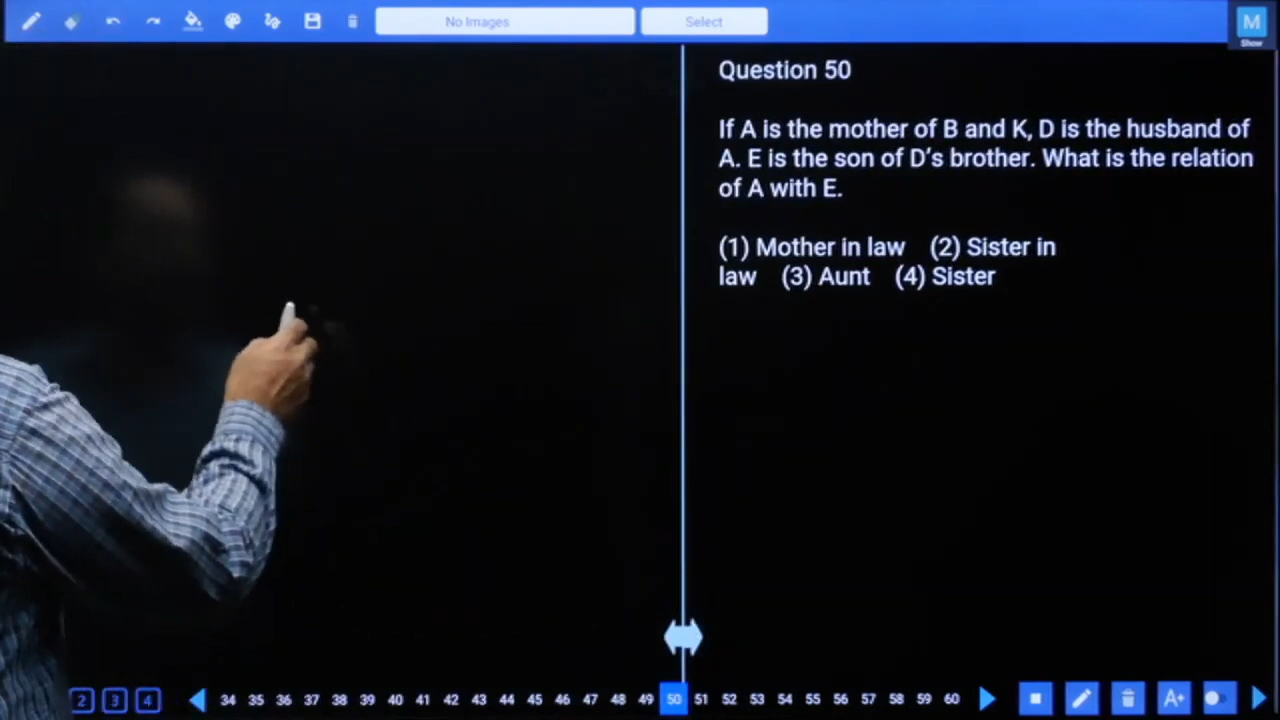 No Images
Select
M
Show
Question 50
If A is the mother of B and K, D is the husband of
A. E is the son of D’s brother. What is the relation
of A with E.
(1) Mother in law (2) Sister in
law (3) Aunt (4) Sister
2 3 4 34 35 36 37 38 39 40 41 42 43 44 45 46 47 48 49 50 51 52 53 54 55 56 57 58 59 60 A+